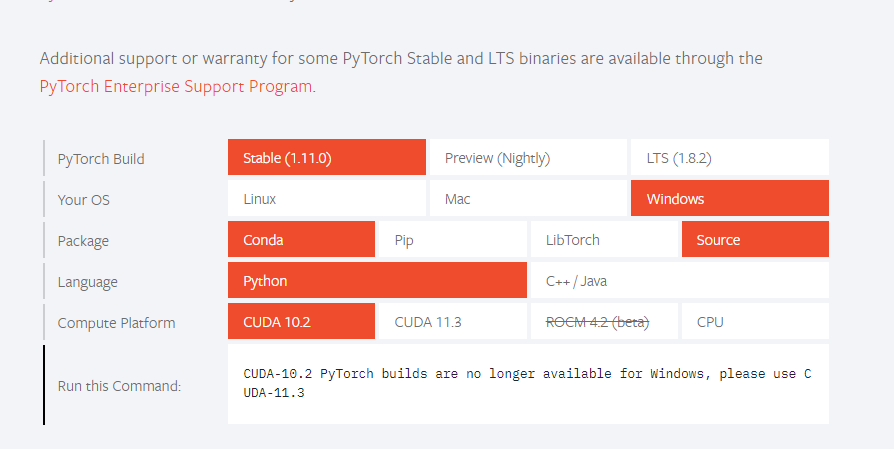 Additional support or warranty for some PyTorch Stable and LTS binaries are available through the
PyTorch Enterprise Support Program.
PyTorch Build Stable (1.11.0) Preview (Nightly) LTS (1.8.2)
Your OS Linux Mac Windows
Package Conda Pip LibTorch Source
Language Python C++ / Java
Compute Platform CUDA 10.2 CUDA 11.3 ROCM 4.2 (beta) CPU
Run this Command:
CUDA-10.2 PyTorch builds are no longer available for Windows, please use C
UDA-11.3